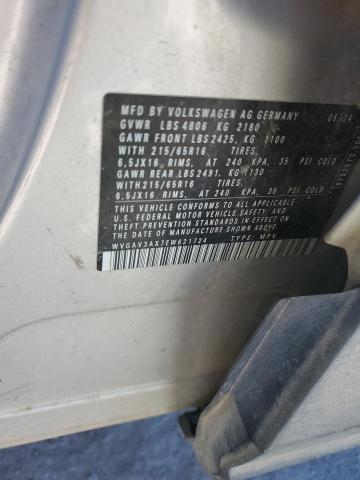 MFD. BY VOLKSWAGEN AG GERMANY 05/14
GVWR LBS 4806 KG 2180
GAWR FRONT LBS 2425, KG 1100
WITH 215/65R16 TIRES,
6,5JX16 RIMS, AT 240 KPA, 35 PSI COLD
GAWR REAR LBS 2491, KG 1130
WITH 215/65R16 TIRES,
6,5JX16 RIMS, AT 240 KPA, 35 PSI COLD
THIS VEHICLE CONFORMS TO ALL APPLICABLE
FEDERAL MOTOR VEHICLE SAFETY
STANDARDS IN EFFECT ON THE DATE
OF MANUFACTURE SHOWN ABOVE.
WVGAV3AX7EW621724 TYPE: MPV